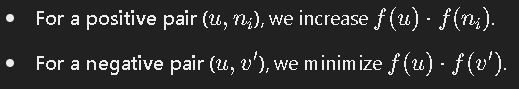 • For a positive pair (u, nᵢ), we increase f(u) · f(nᵢ).
• For a negative pair (u, v′), we minimize f(u) · f(v′).